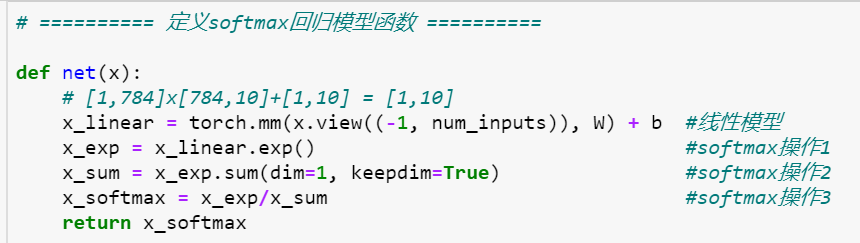 # ========== 定义softmax回归模型函数 ==========
def net(x):
    # [1,784]x[784,10]+[1,10] = [1,10]
    x_linear = torch.mm(x.view((-1, num_inputs)), W) + b  #线性模型
    x_exp = x_linear.exp()                                #softmax操作1
    x_sum = x_exp.sum(dim=1, keepdim=True)                #softmax操作2
    x_softmax = x_exp/x_sum                               #softmax操作3
    return x_softmax